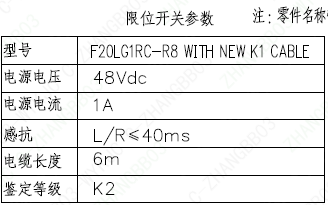 限位开关参数 注：零件名称
型号 F20LG1RC-R8 WITH NEW K1 CABLE
电源电压 48Vdc
电源电流 1A
感抗 L/R≤40ms
电缆长度 6m
鉴定等级 K2